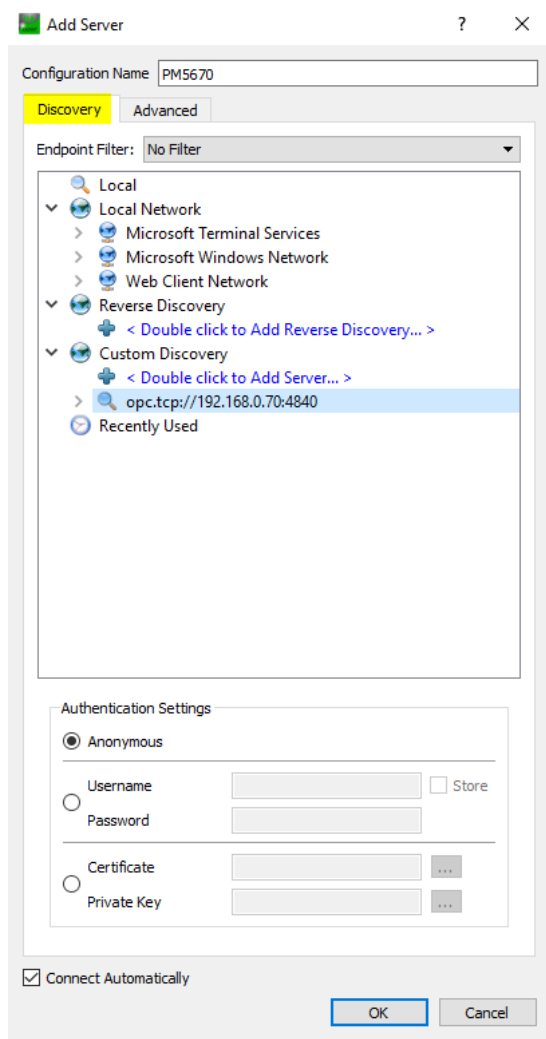 Add Server
?
Configuration Name PM5670
Discovery Advanced
Endpoint Filter: No Filter
Local
Local Network
Microsoft Terminal Services
Microsoft Windows Network
Web Client Network
Reverse Discovery
< Double click to Add Reverse Discovery... >
Custom Discovery
< Double click to Add Server... >
opc.tcp://192.168.0.70:4840
Recently Used
Authentication Settings
Anonymous
Username Store
Password
Certificate ...
Private Key ...
Connect Automatically
OK Cancel